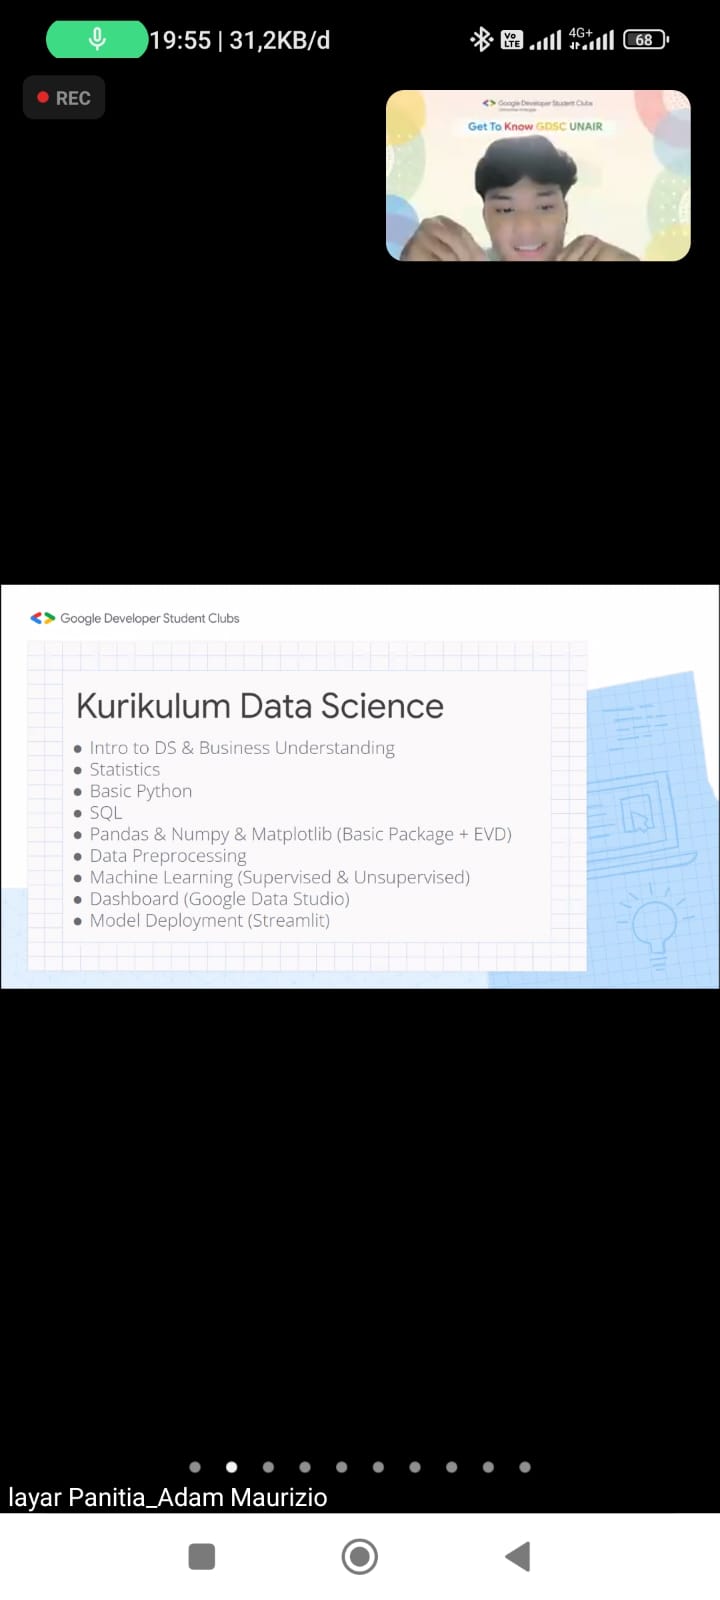 19:55 | 31,2KB/d
Vo LTE
4G+
68
REC
Google Developer Student Clubs
Get To Know GDSC UNAIR
Google Developer Student Clubs
Kurikulum Data Science
Intro to DS & Business Understanding
Statistics
Basic Python
SQL
Pandas & Numpy & Matplotlib (Basic Package + EVD)
Data Preprocessing
Machine Learning (Supervised & Unsupervised)
Dashboard (Google Data Studio)
Model Deployment (Streamlit)
layar Panitia_Adam Maurizio